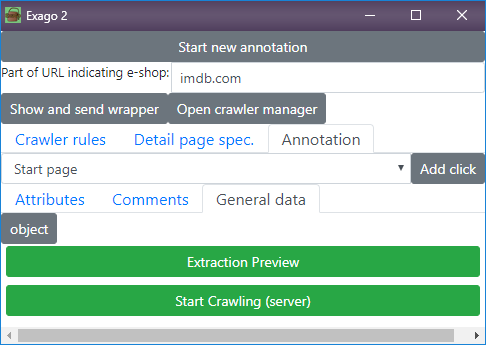 Exago 2
Start new annotation
Part of URL indicating e-shop: imdb.com
Show and send wrapper Open crawler manager
Crawler rules Detail page spec. Annotation
Start page Add click
Attributes Comments General data
object
Extraction Preview
Start Crawling (server)